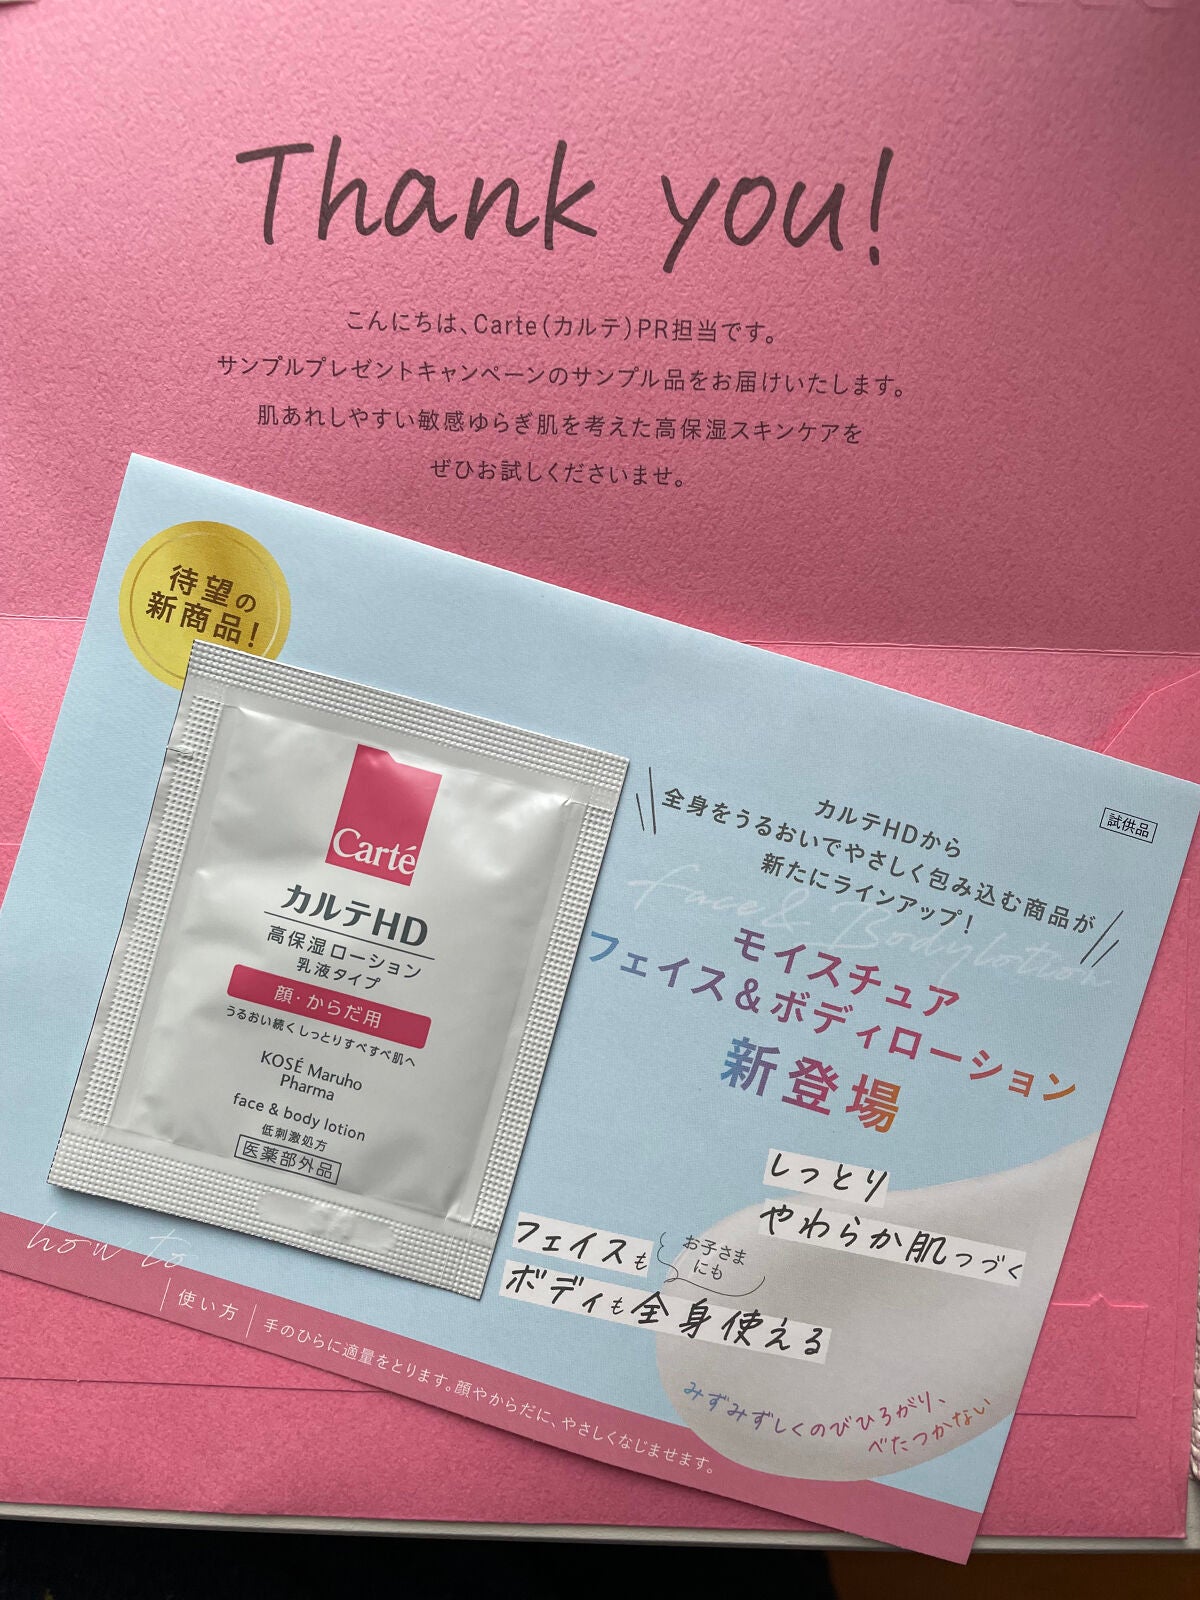 Thank you!
こんにちは、Carte(カルテ)PR担当です。
サンプルプレゼントキャンペーンのサンプル品をお届けいたします。
肌あれしやすい敏感ゆらぎ肌を考えた高保湿スキンケアを
ぜひお試しくださいませ。
待望の
新商品!
Carté
カルテHD
高保湿ローション
乳液タイプ
顔・からだ用
うるおい続くしっとりすべすべ肌へ
KOSÉ Maruho
Pharma
face & body lotion
低刺激処方
医薬部外品
試供品
カルテHDから
全身をうるおいでやさしく包み込む商品が
新たにラインアップ!
Face & Body lotion
モイスチュア
フェイス&ボディローション
新登場
しっとり
やわらか肌つづく
フェイスも
お子さま
にも
ボディも全身使える
みずみずしくのびひろがり、
べたつかない
how to
使い方
手のひらに適量をとります。顔やからだに、やさしくなじませます。